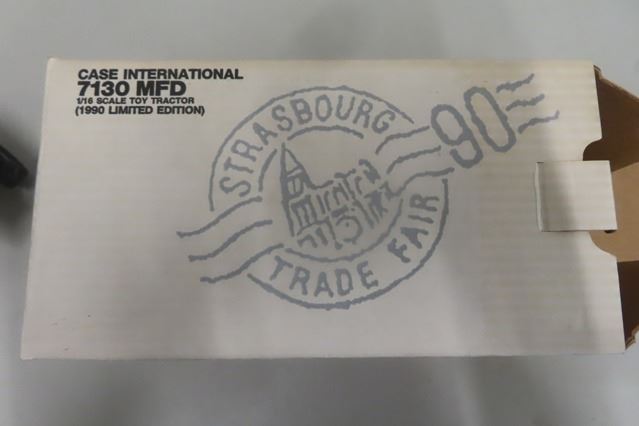 CASE INTERNATIONAL
7130 MFD
1/16 SCALE TOY TRACTOR
(1990 LIMITED EDITION)
STRASBOURG
90
TRADE FAIR